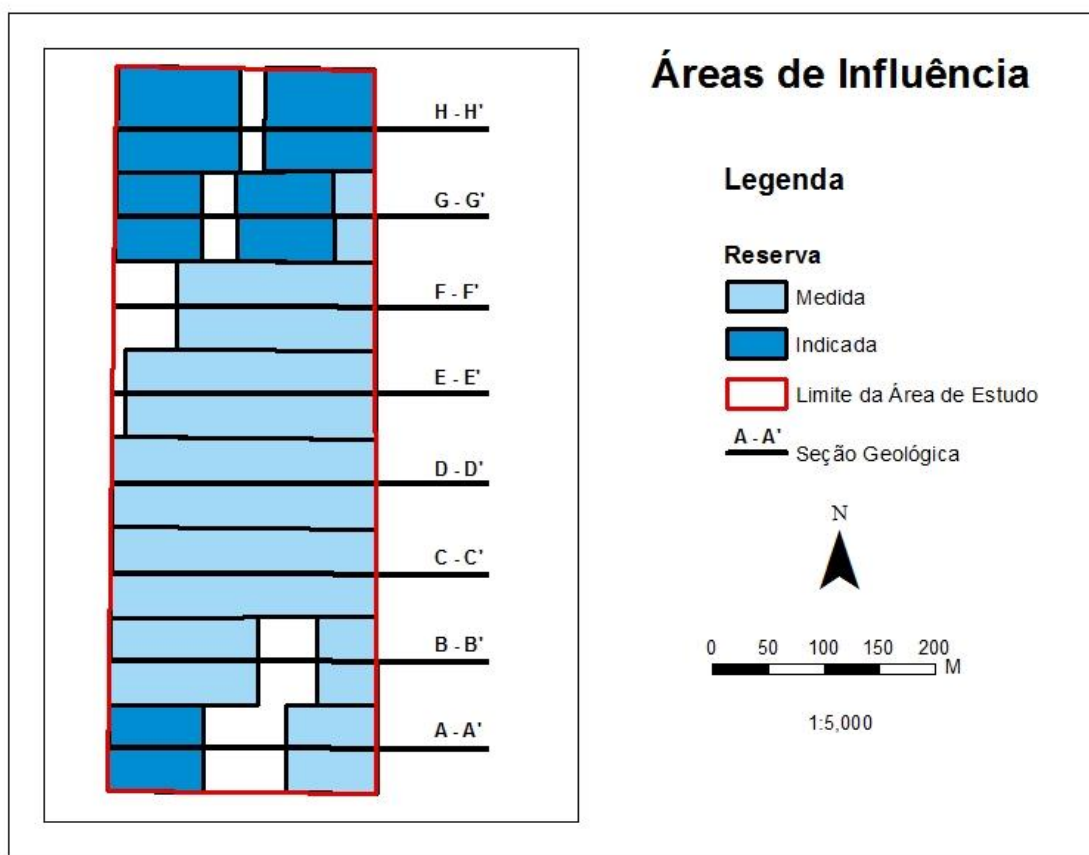 Áreas de Influência
H - H'
G - G'
F - F'
E - E'
D - D'
C - C'
B - B'
A - A'
Legenda
Reserva
Medida
Indicada
Limite da Área de Estudo
A - A'
Seção Geológica
N
0 50 100 150 200
M
1:5,000